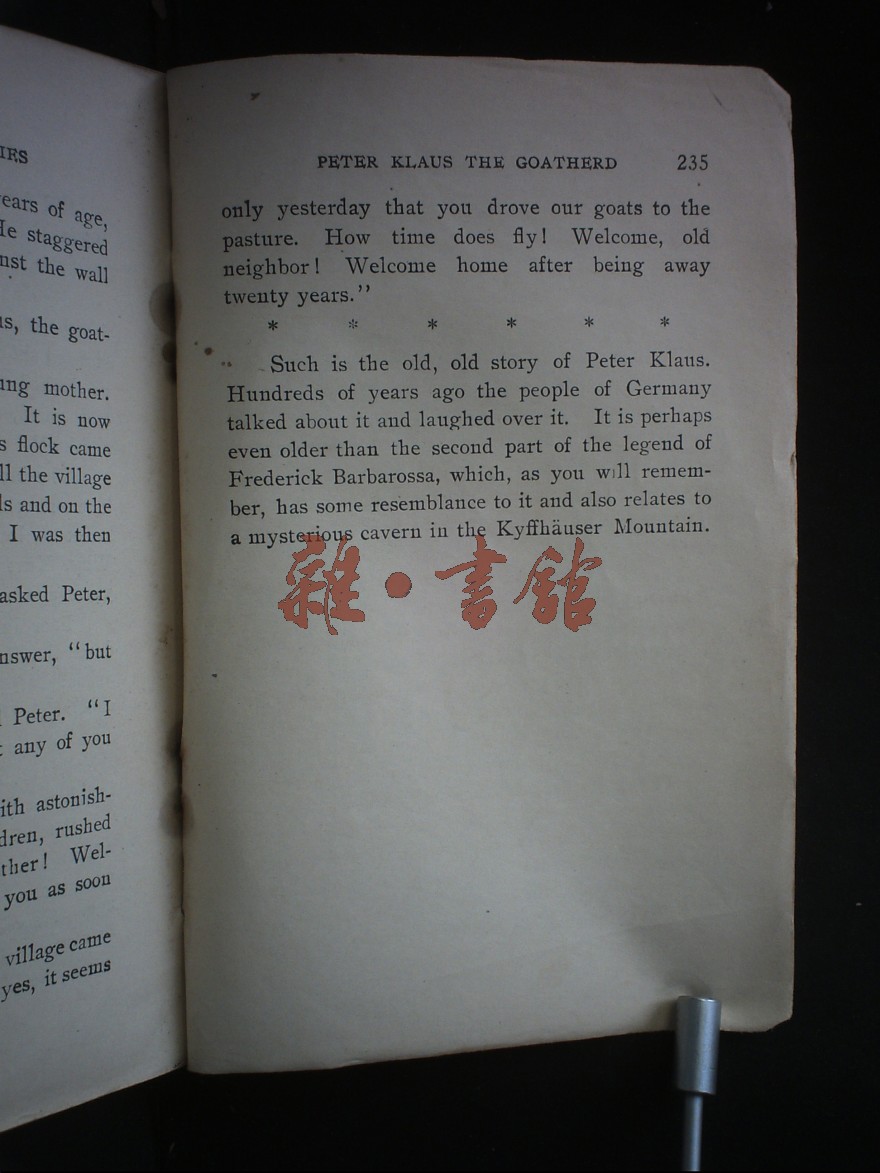 IES
ears of age,
He staggered
nst the wall
us, the goat-
ung mother.
It is now
s flock came
ll the village
ls and on the
I was then
asked Peter,
nswer, "but
Peter. "I
any of you
ith astonish-
dren, rushed
ther! Wel-
you as soon
village came
yes, it seems
PETER KLAUS THE GOATHERD 235
only yesterday that you drove our goats to the
pasture. How time does fly! Welcome, old
neighbor! Welcome home after being away
twenty years."
* * * * * *
Such is the old, old story of Peter Klaus.
Hundreds of years ago the people of Germany
talked about it and laughed over it. It is perhaps
even older than the second part of the legend of
Frederick Barbarossa, which, as you will remem-
ber, has some resemblance to it and also relates to
a mysterious cavern in the Kyffhäuser Mountain.
雜·書館